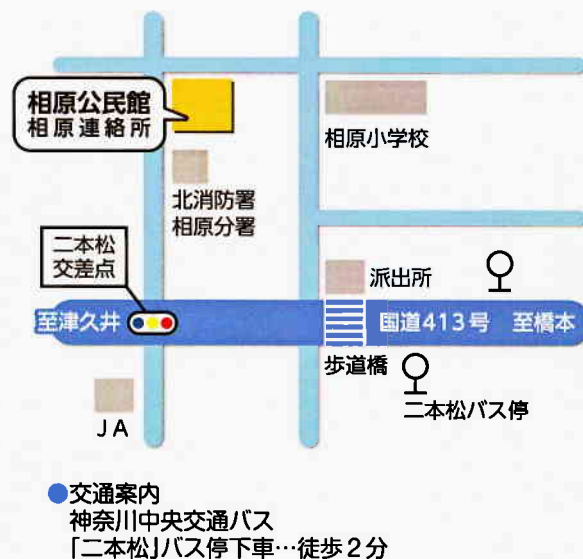 相原公民館
相原連絡所
相原小学校
北消防署
相原分署
二本松
交差点
派出所
至津久井
国道413号 至橋本
歩道橋
二本松バス停
JA
●交通案内
神奈川中央交通バス
「二本松」バス停下車…徒歩2分